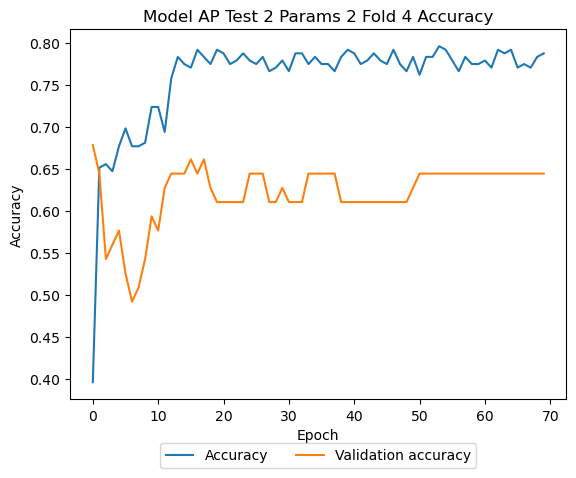 Model AP Test 2 Params 2 Fold 4 Accuracy
0.80
0.75
0.70
0.65
0.60
0.55
0.50
0.45
0.40
Accuracy
0 10 20 30 40 50 60 70
Epoch
Accuracy Validation accuracy